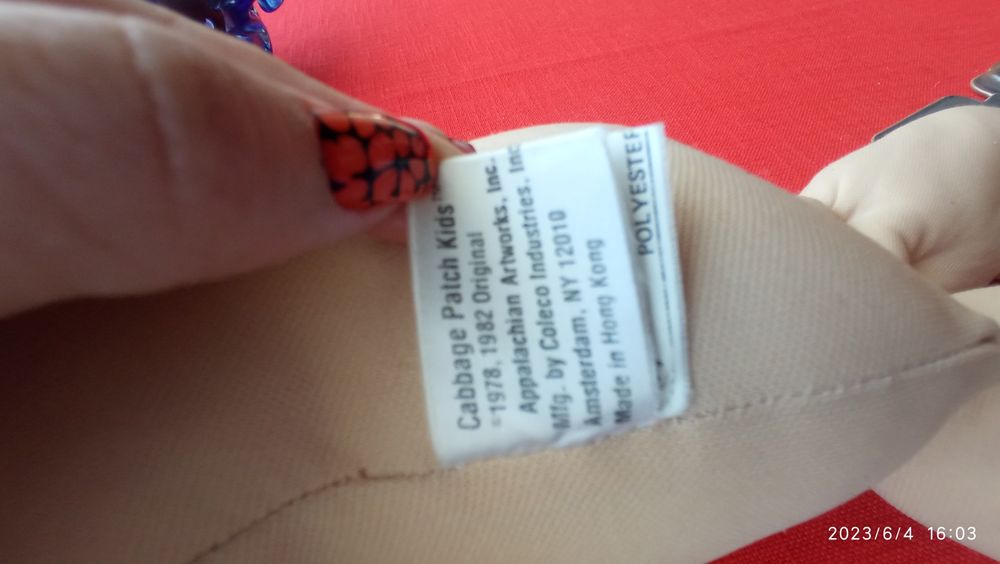 Cabbage Patch Kids™
©1978, 1982 Original
Appalachian Artworks, Inc.
Mfg. by Coleco Industries, Inc
Amsterdam, NY 12010
Made in Hong Kong
POLYESTER
2023/6/4 16:03